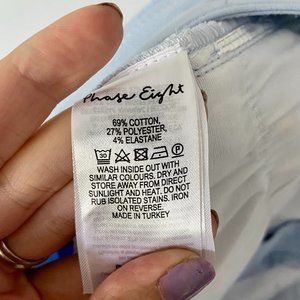 Phase Eight
69% COTTON,
27% POLYESTER,
4% ELASTANE
30
WASH INSIDE OUT WITH
SIMILAR COLOURS. DRY AND
STORE AWAY FROM DIRECT
SUNLIGHT AND HEAT. DO NOT
RUB ISOLATED STAINS. IRON
ON REVERSE.
MADE IN TURKEY